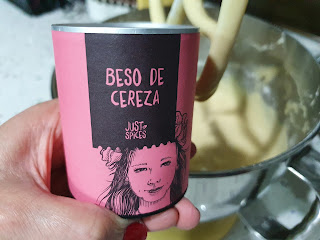 BESO DE
CEREZA
JUST
SPICES